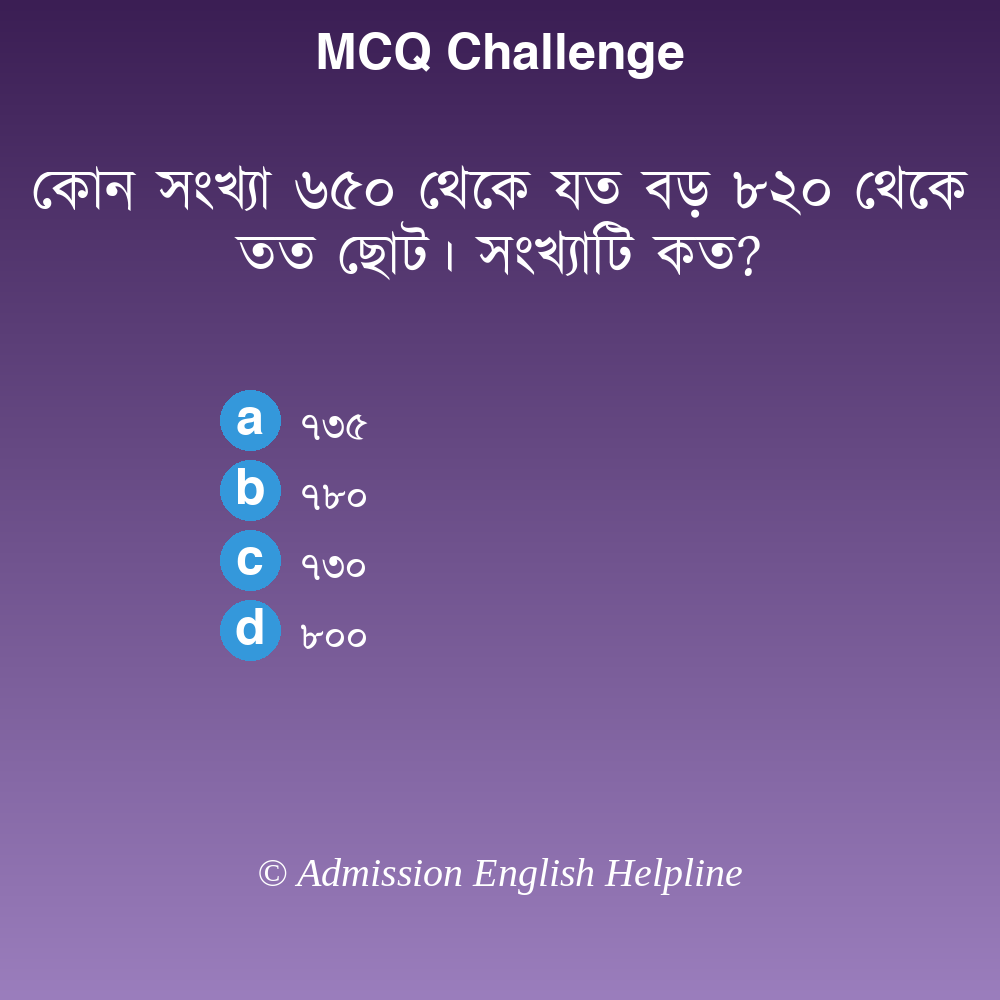 MCQ Challenge
কোন সংখ্যা ৬৫০ থেকে যত বড় ৮২০ থেকে
তত ছোট। সংখ্যাটি কত?
a ৭৩৫
b ৭৮০
c ৭৩০
d ৮০০
© Admission English Helpline